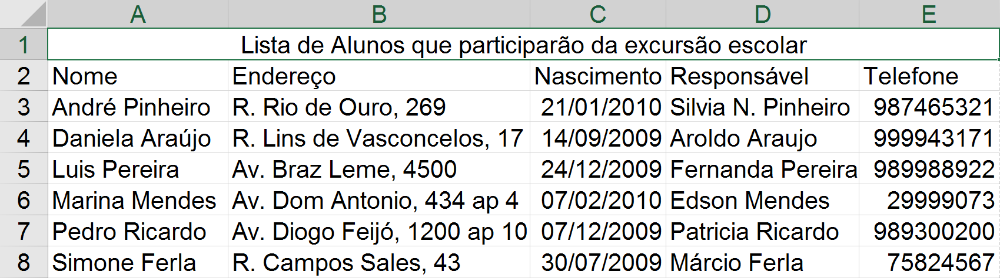 A B C D E
1 Lista de Alunos que participarão da excursão escolar
2 Nome Endereço Nascimento Responsável Telefone
3 André Pinheiro R. Rio de Ouro, 269 21/01/2010 Silvia N. Pinheiro 987465321
4 Daniela Araújo R. Lins de Vasconcelos, 17 14/09/2009 Aroldo Araujo 999943171
5 Luis Pereira Av. Braz Leme, 4500 24/12/2009 Fernanda Pereira 989988922
6 Marina Mendes Av. Dom Antonio, 434 ap 4 07/02/2010 Edson Mendes 29999073
7 Pedro Ricardo Av. Diogo Feijó, 1200 ap 10 07/12/2009 Patricia Ricardo 989300200
8 Simone Ferla R. Campos Sales, 43 30/07/2009 Márcio Ferla 75824567